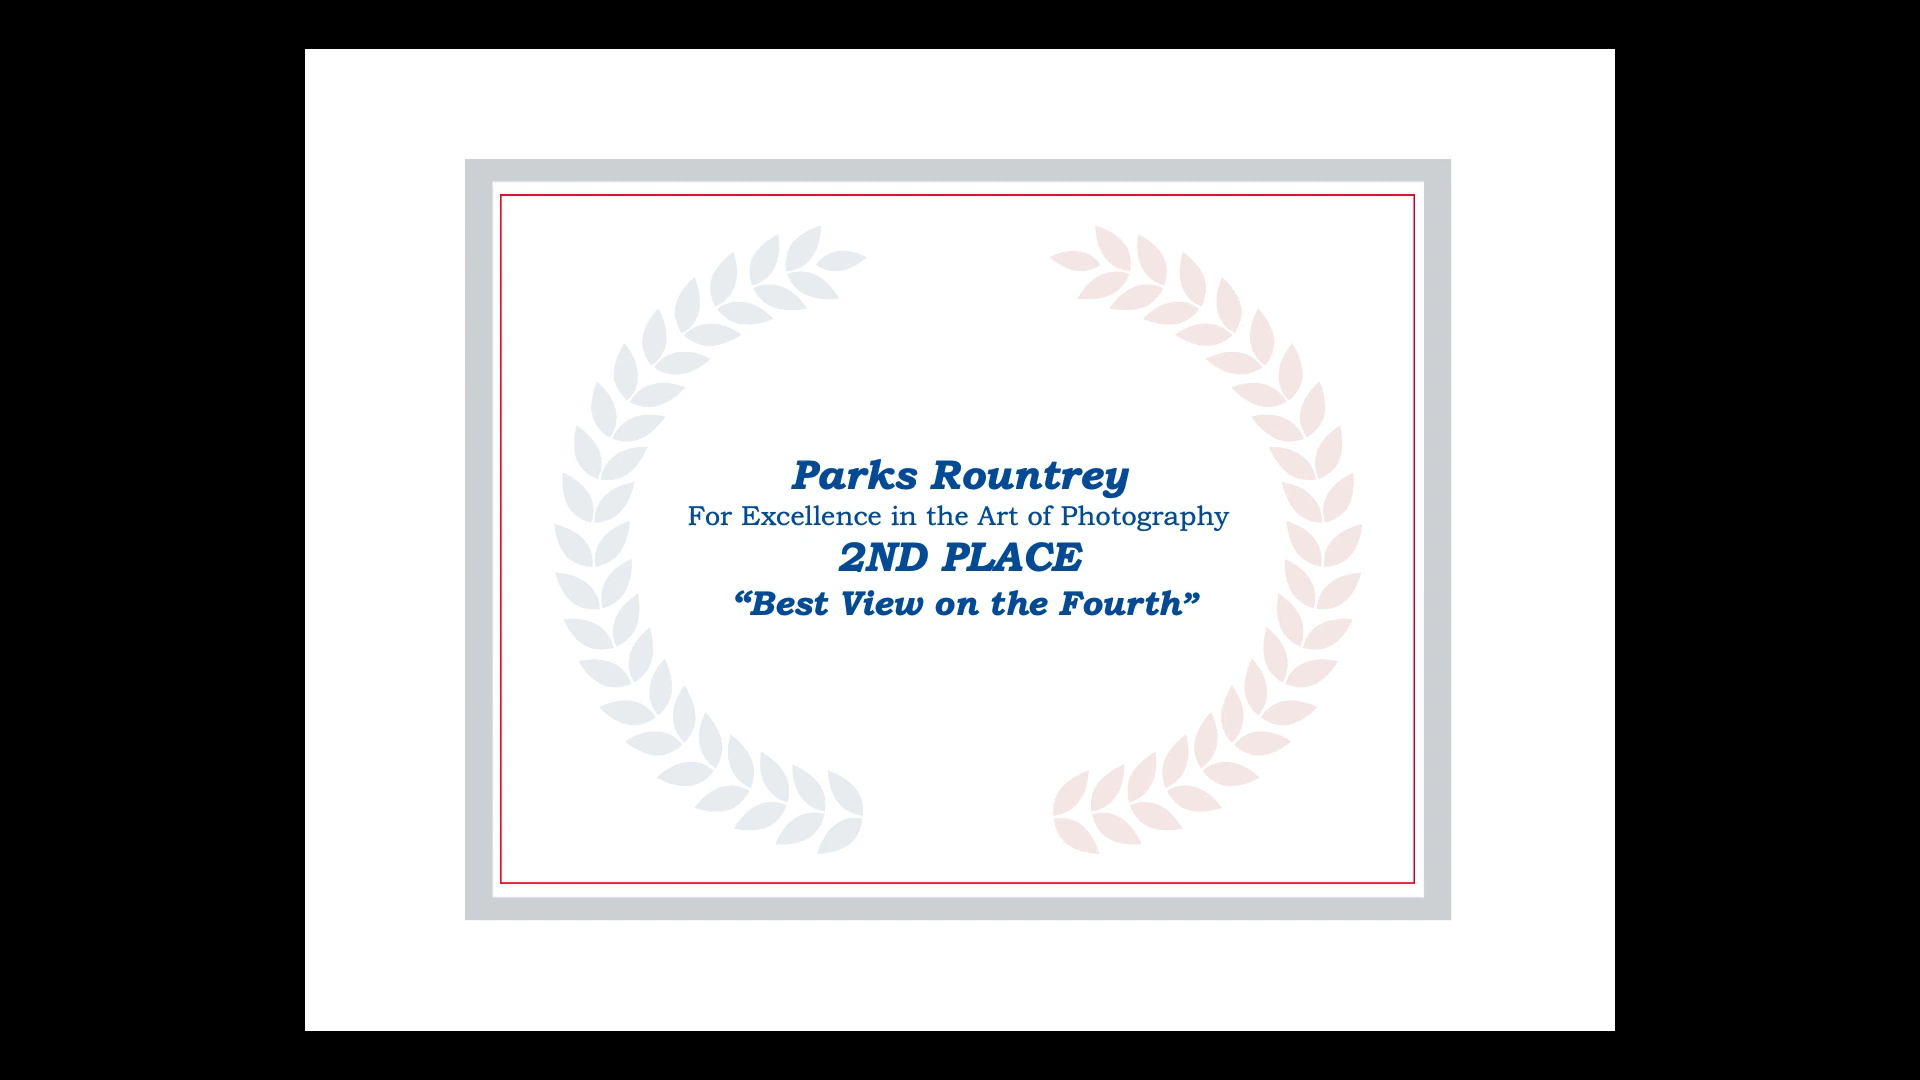 Parks Rountrey
For Excellence in the Art of Photography
2ND PLACE
“Best View on the Fourth”